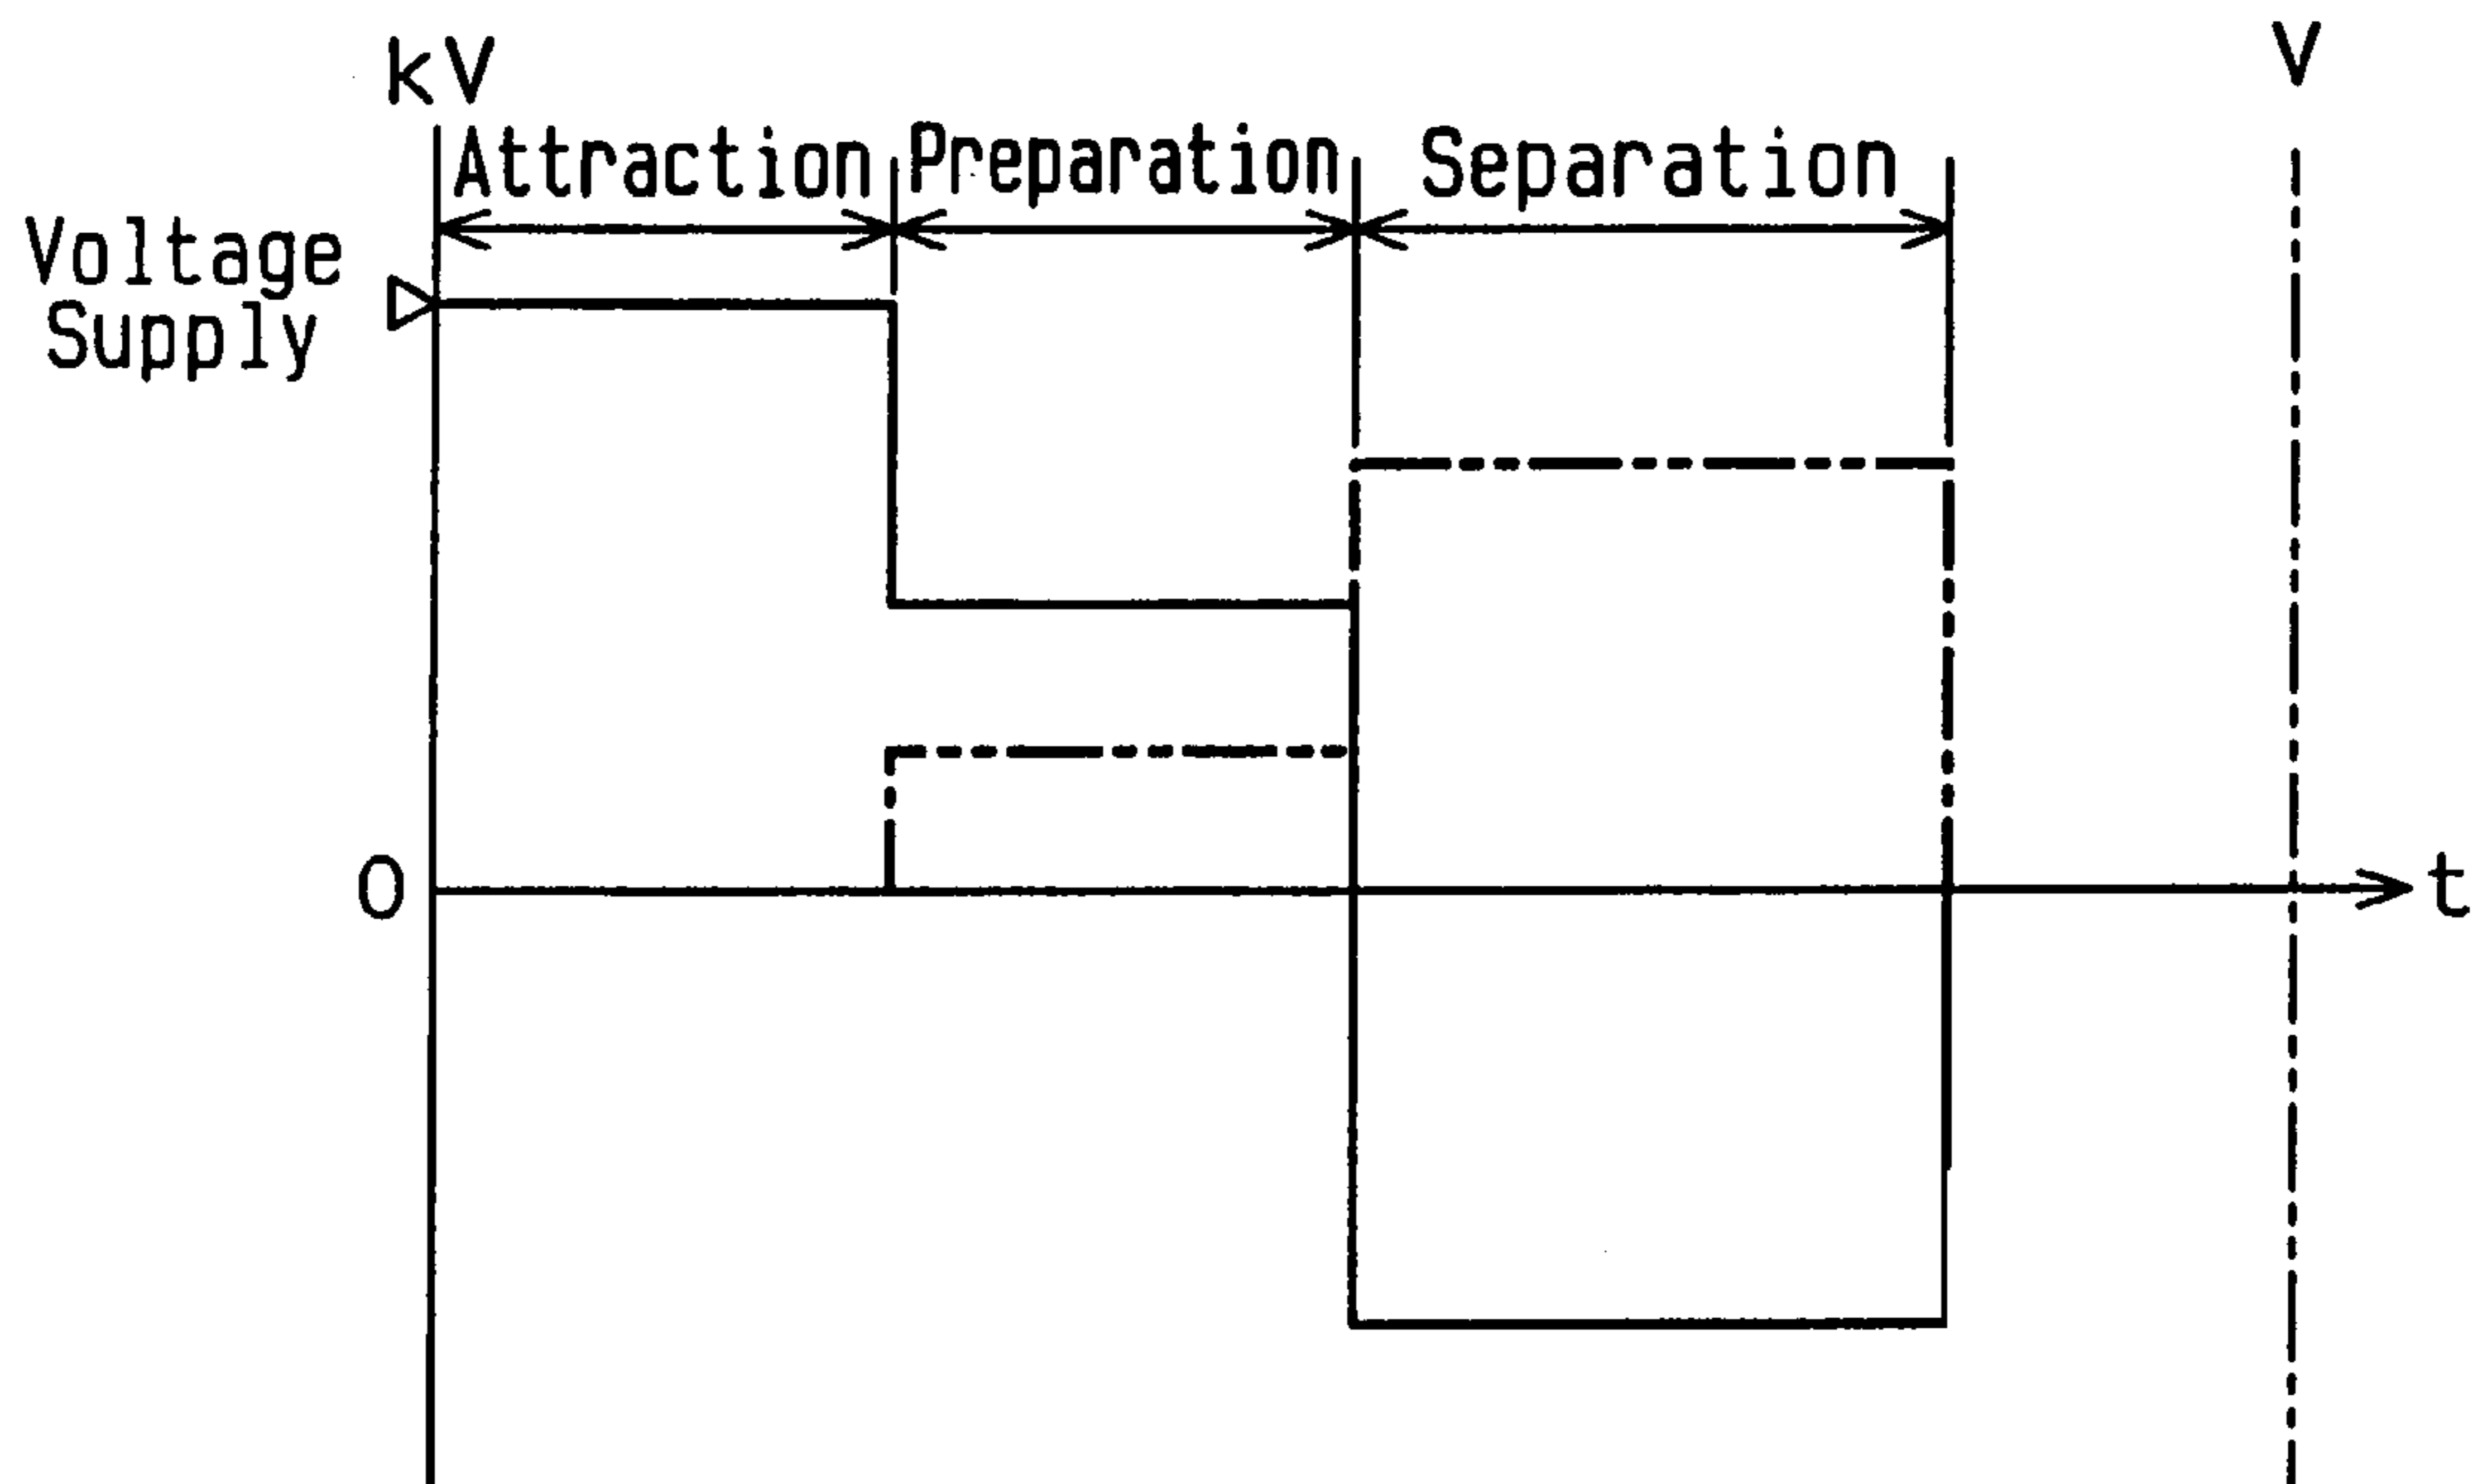 kV
V
Attraction
Preparation
Separation
Voltage
Supply
0
t